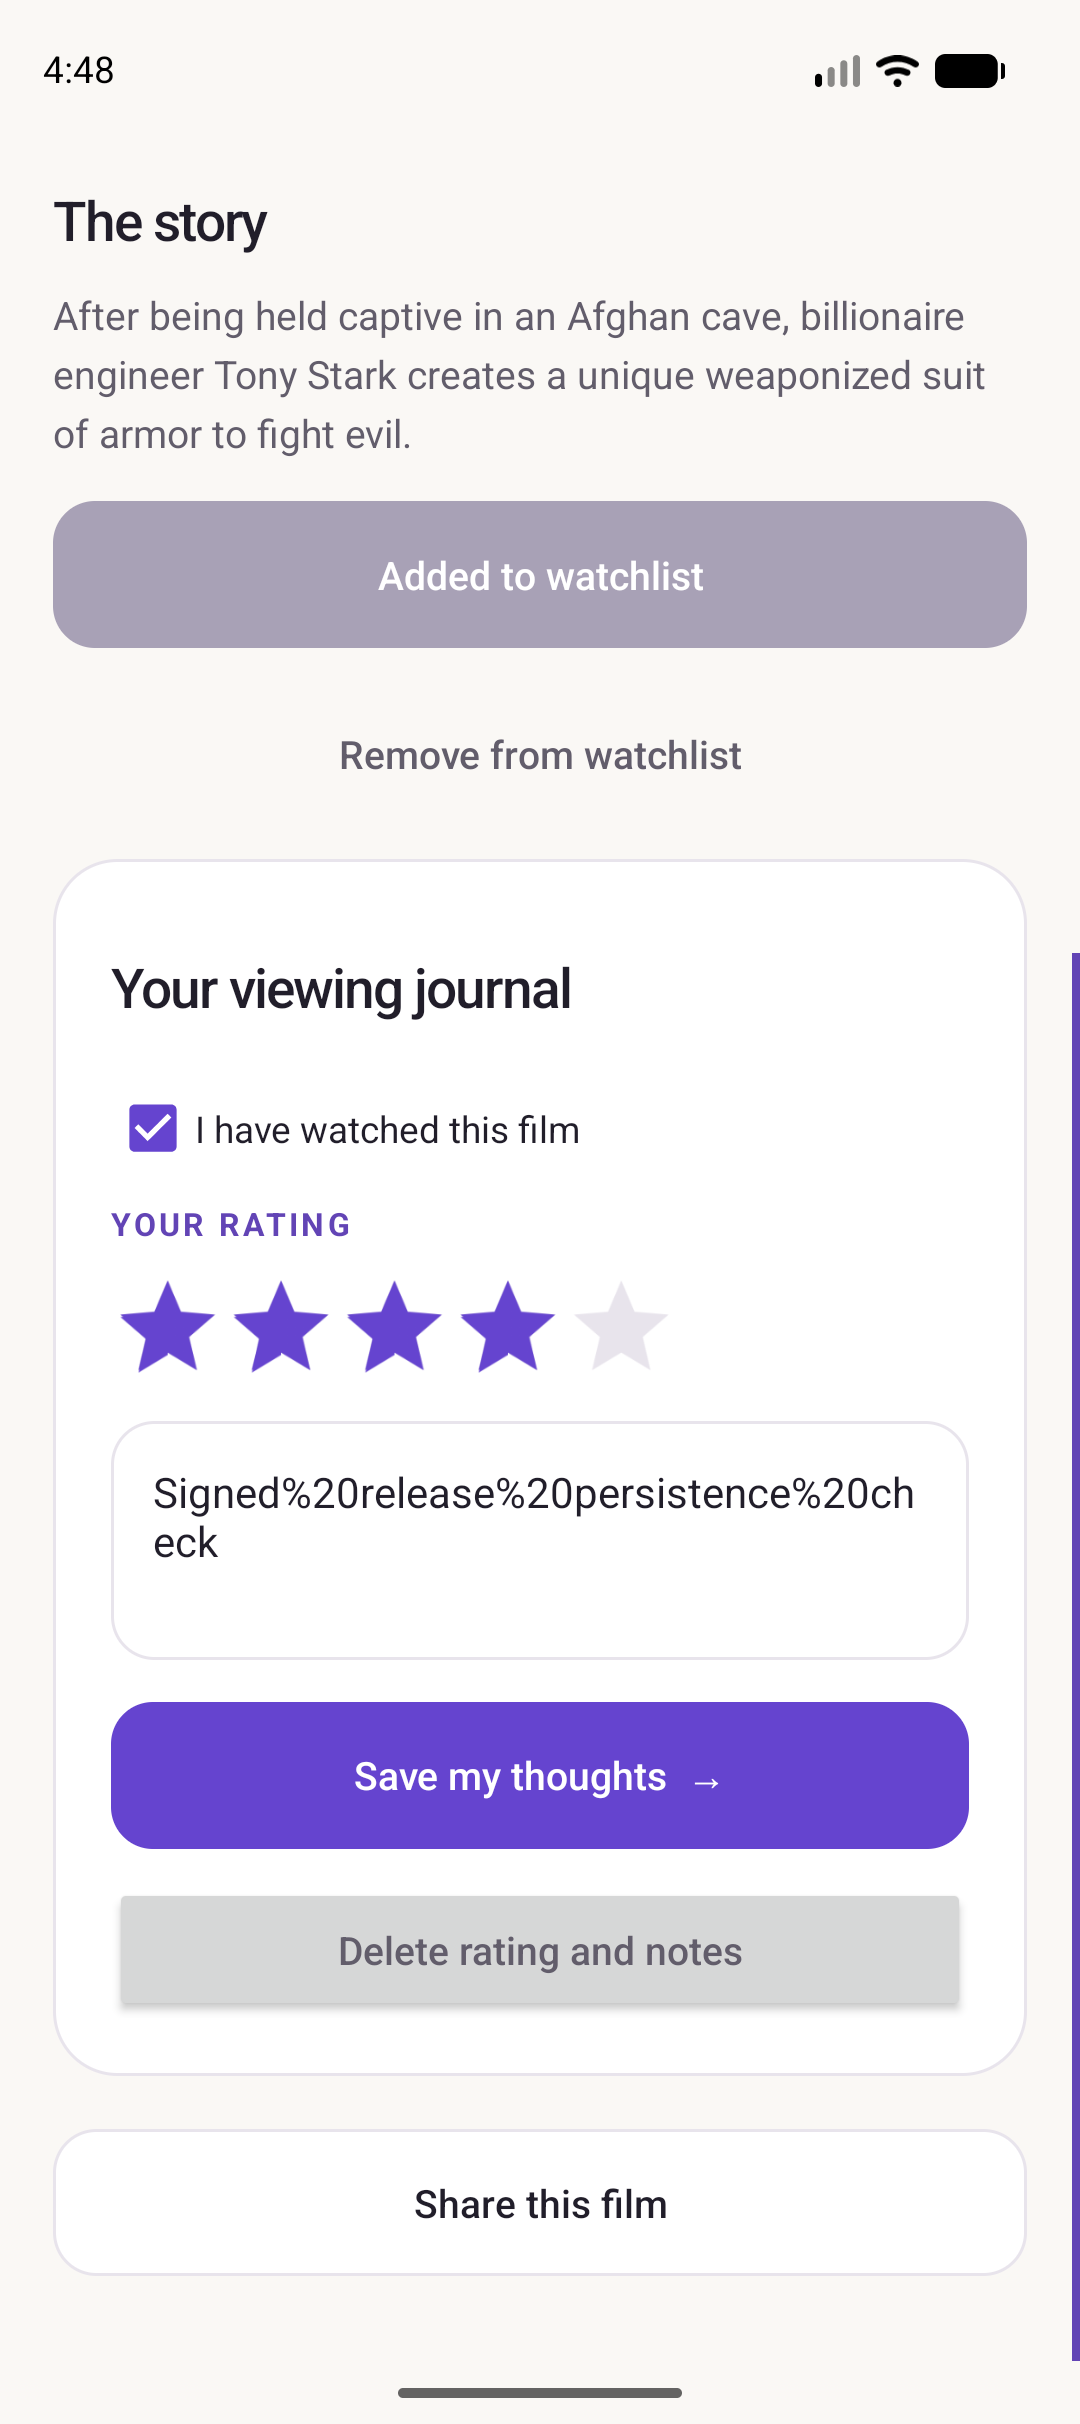 4:48
The story
After being held captive in an Afghan cave, billionaire
engineer Tony Stark creates a unique weaponized suit
of armor to fight evil.
Added to watchlist
Remove from watchlist
Your viewing journal
I have watched this film
YOUR RATING
Signed%20release%20persistence%20ch
eck
Save my thoughts →
Delete rating and notes
Share this film